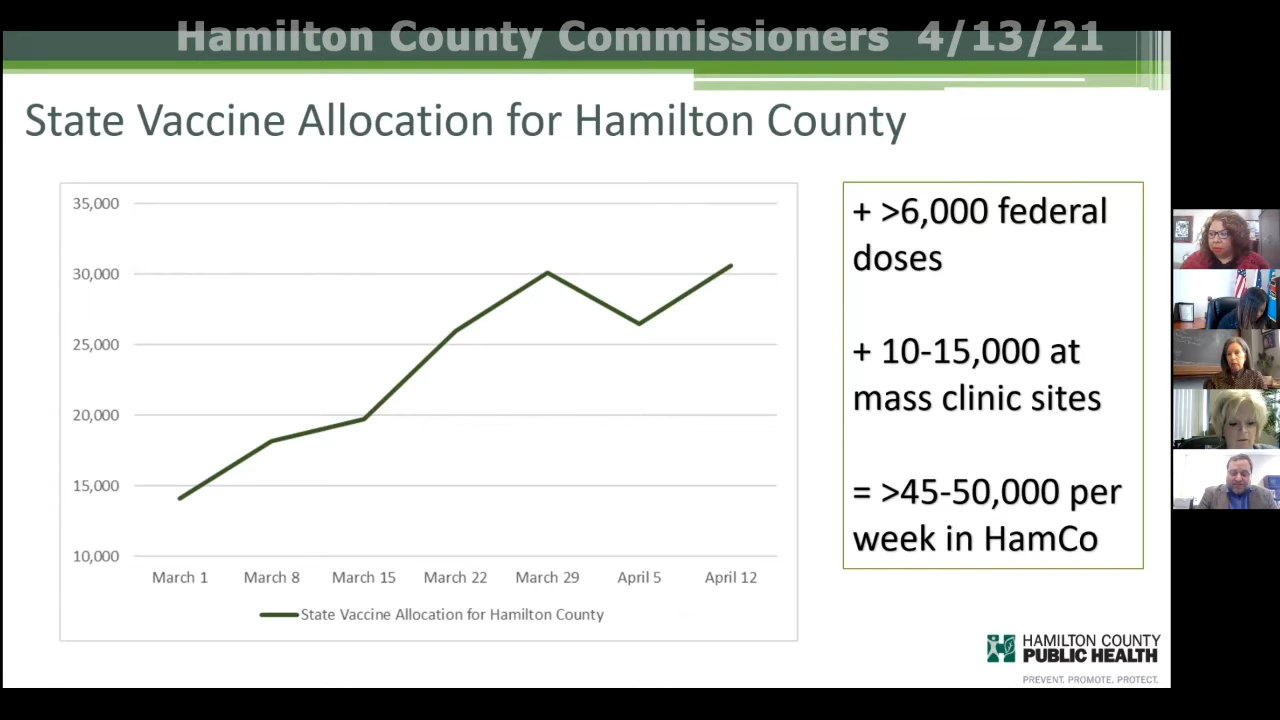 Hamilton County Commissioners 4/13/21
State Vaccine Allocation for Hamilton County
35,000
30,000
25,000
20,000
15,000
10,000
March 1
March 8
March 15
March 22
March 29
April 5
April 12
State Vaccine Allocation for Hamilton County
+ >6,000 federal
doses
+ 10-15,000 at
mass clinic sites
= >45-50,000 per
week in HamCo
HAMILTON COUNTY
PUBLIC HEALTH
PREVENT. PROMOTE. PROTECT.